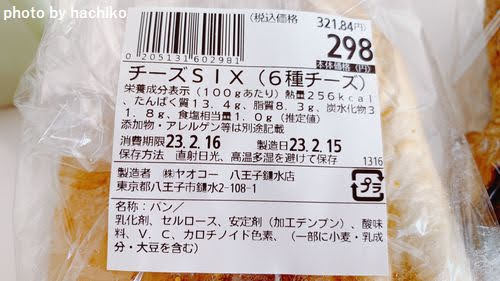 photo by hachiko
(税込価格 321.84円)
298
本体価格(円)
0205131602981
チーズSIX(6種チーズ)
栄養成分表示(100gあたり)熱量256kcal
、たんぱく質13.4g、脂質8.3g、炭水化物3
1.8g、食塩相当量1.0g(推定値)
添加物・アレルゲン等は別途記載
消費期限23.2.16 製造日23.2.15
保存方法 直射日光、高温多湿を避けて保存
1316
製造者 ㈱ヤオコー 八王子鑓水店
東京都八王子市鑓水2-108-1
プラ
名称:パン/
乳化剤、セルロース、安定剤(加工デンプン)、酸味
料、V.C、カロチノイド色素、(一部に小麦・乳成
分・大豆を含む)